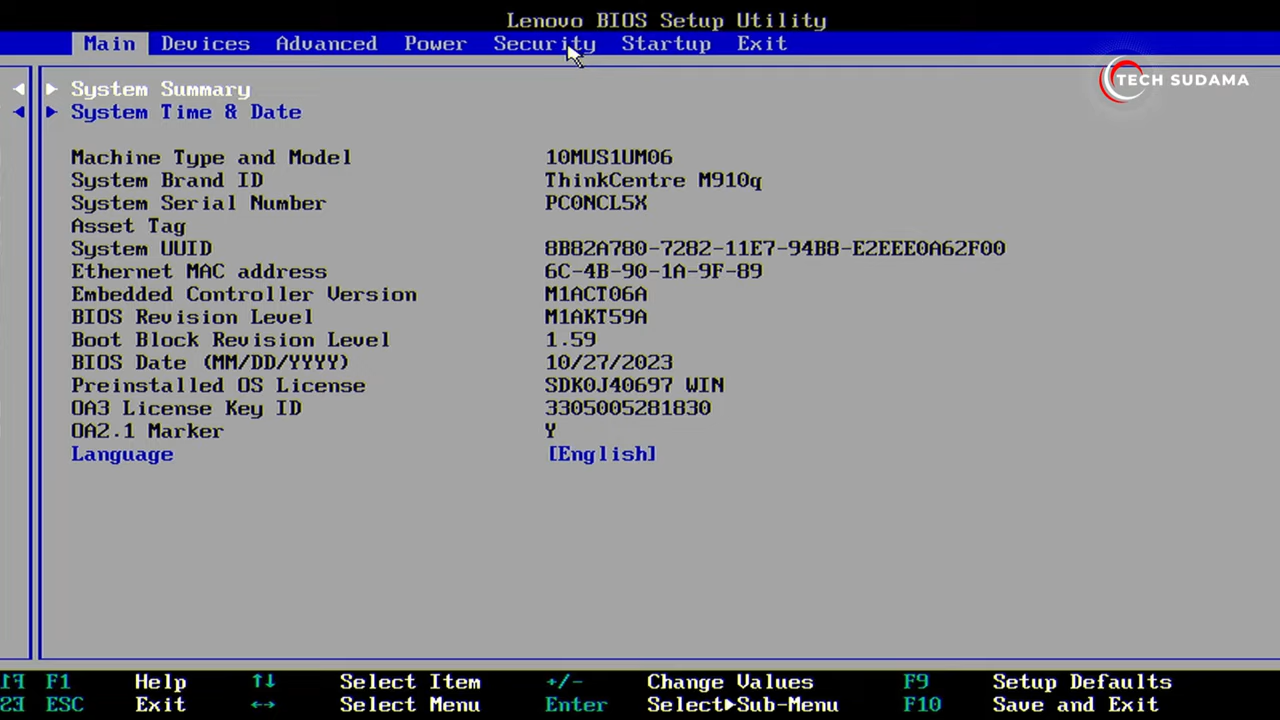 Lenovo BIOS Setup Utility
Main Devices Advanced Power Security Startup Exit
TECH SUDAMA
System Summary
System Time & Date
Machine Type and Model 10MUS1UM06
System Brand ID ThinkCentre M910q
System Serial Number PC0NCL5X
Asset Tag
System UUID 8B82A780-7282-11E7-94B8-E2EEE0A62F00
Ethernet MAC address 6C-4B-90-1A-9F-89
Embedded Controller Version M1ACT06A
BIOS Revision Level M1AKT59A
Boot Block Revision Level 1.59
BIOS Date (MM/DD/YYYY) 10/27/2023
Preinstalled OS License SDK0J40697 WIN
OA3 License Key ID 3305005281830
OA2.1 Marker Y
Language [English]
F1 Help ↑↓ Select Item +/- Change Values F9 Setup Defaults
ESC Exit ←→ Select Menu Enter Select▶Sub-Menu F10 Save and Exit